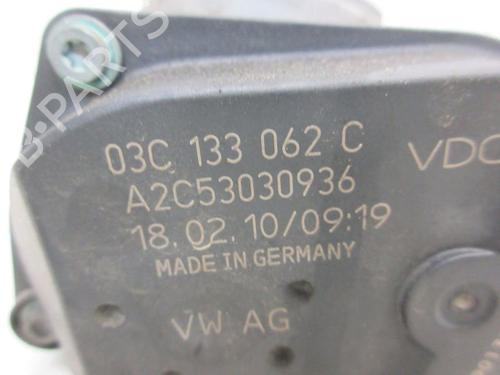 03C 133 062 C
VDO
A2C53030936
18.02.10/09:19
MADE IN GERMANY
VW AG
B-PARTS